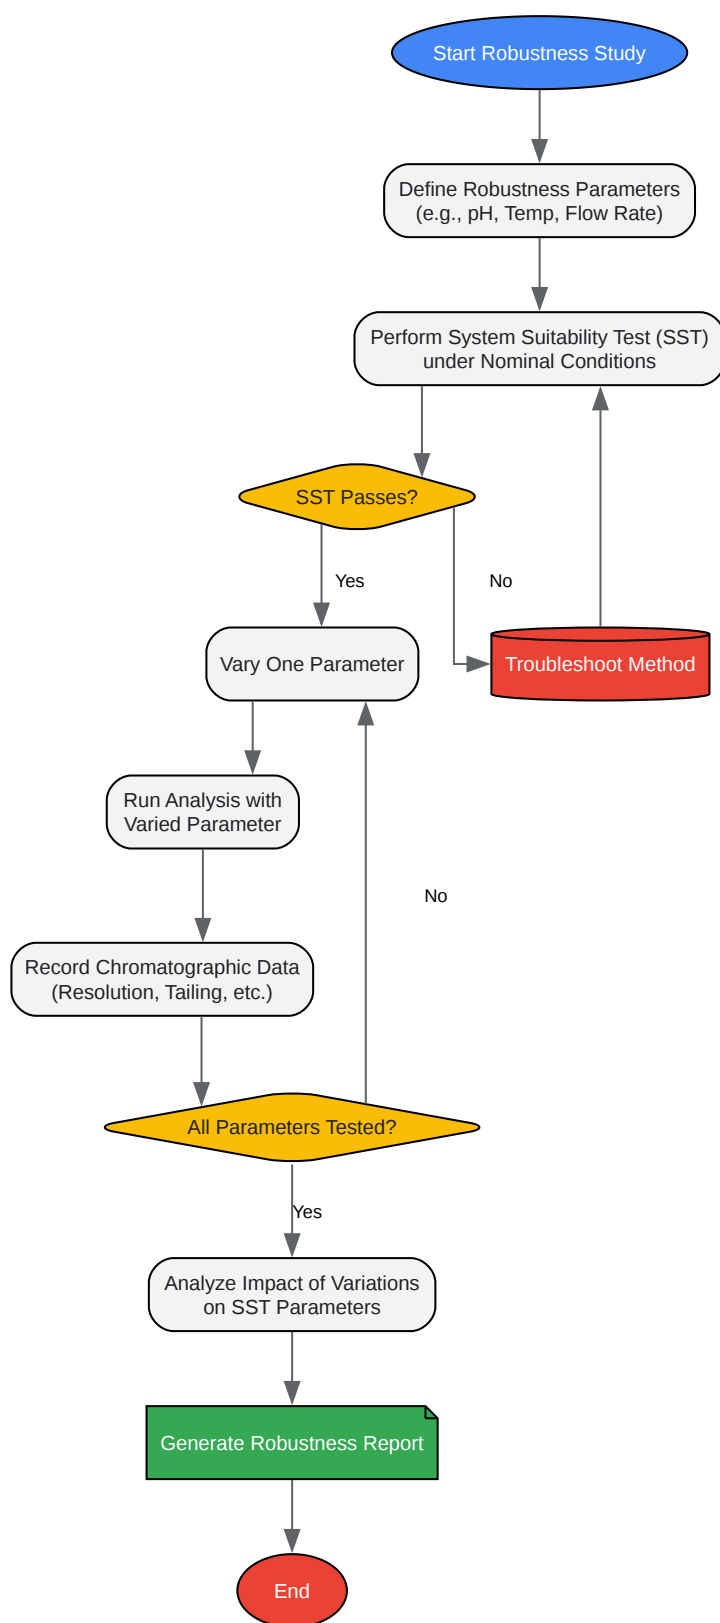 Start Robustness Study
Define Robustness Parameters
(e.g., pH, Temp, Flow Rate)
Perform System Suitability Test (SST)
under Nominal Conditions
SST Passes?
Yes
No
Vary One Parameter
Troubleshoot Method
Run Analysis with
Varied Parameter
No
Record Chromatographic Data
(Resolution, Tailing, etc.)
All Parameters Tested?
Yes
Analyze Impact of Variations
on SST Parameters
Generate Robustness Report
End